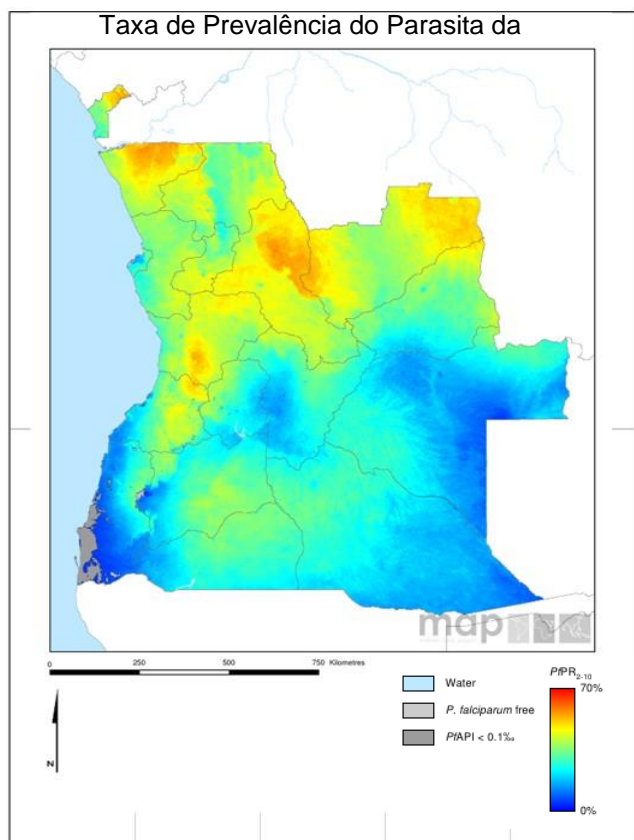 Taxa de Prevalência do Parasita da
map
0
250
500
750 Kilometres
Water
P. falciparum free
PfAPI < 0.1‰
PfPR2-10
70%
0%
N